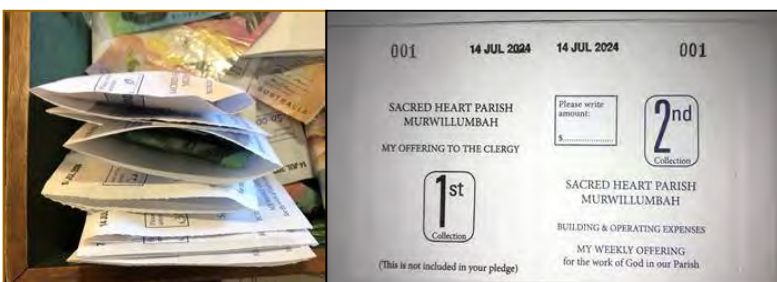 AUSTRALIA
001
14 JUL 2024
14 JUL 2024
001
SACRED HEART PARISH
MURWILLUMBAH
MY OFFERING TO THE CLERGY
1st
Collection
(This is not included in your pledge)
Please write
amount:
$
2nd
Collection
SACRED HEART PARISH
MURWILLUMBAH
BUILDING & OPERATING EXPENSES
MY WEEKLY OFFERING
for the work of God in our Parish